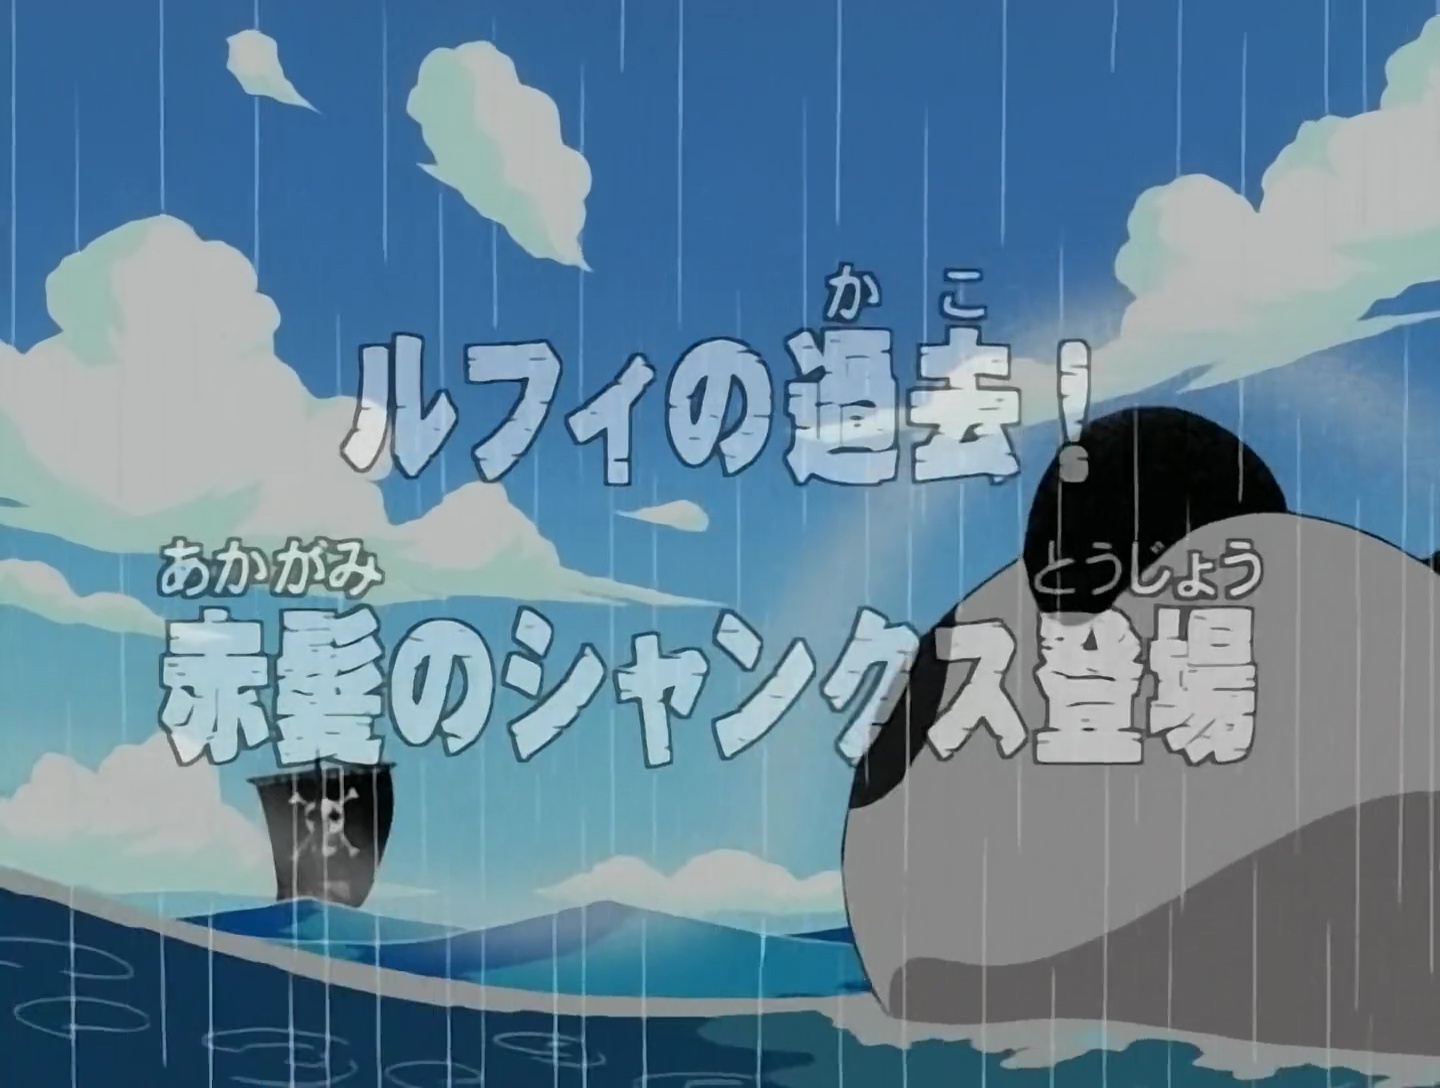 かこ
ルフィの過去！
あかがみ とうじょう
赤髪のシャンクス登場